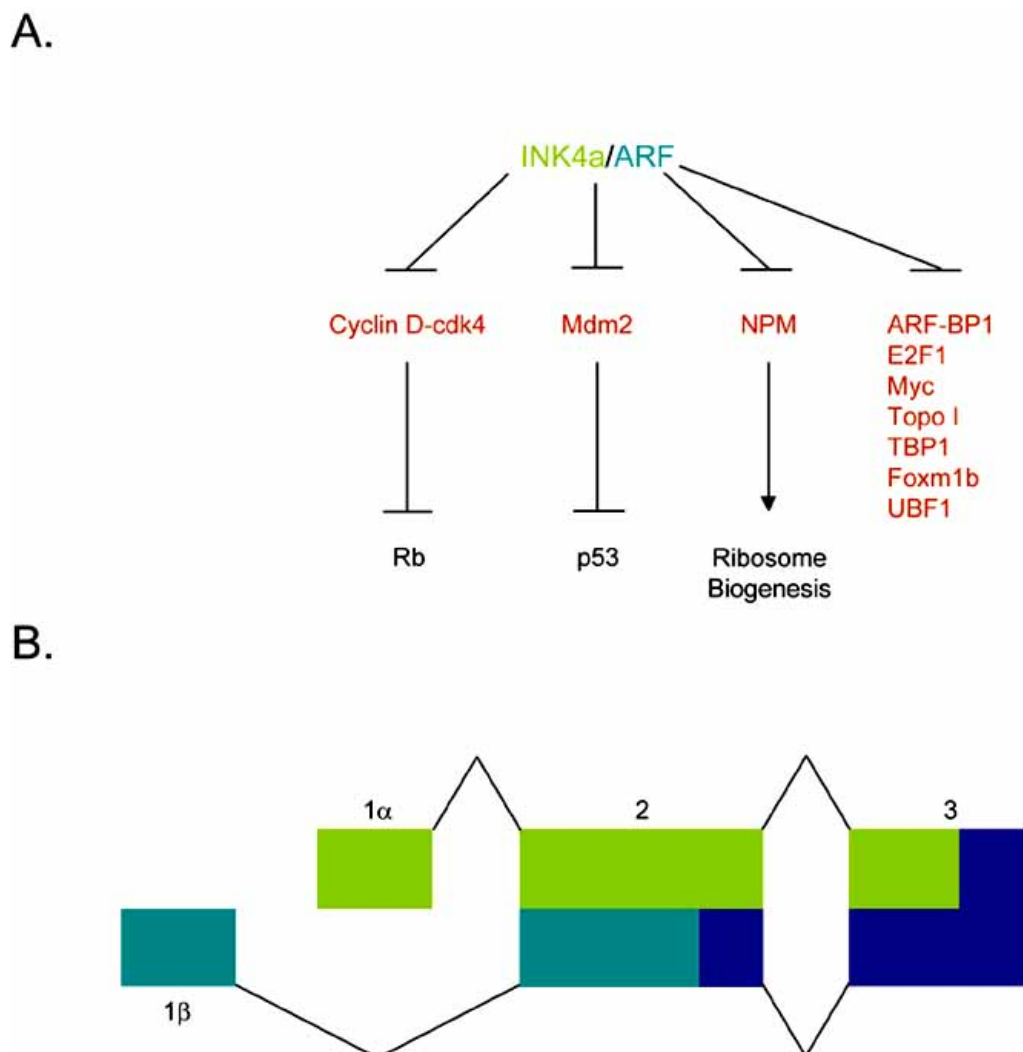 A.
INK4a/ARF
Cyclin D-cdk4
Mdm2
NPM
ARF-BP1
E2F1
Myc
Topo I
TBP1
Foxm1b
UBF1
Rb
p53
Ribosome
Biogenesis
B.
1α
2
3
1β